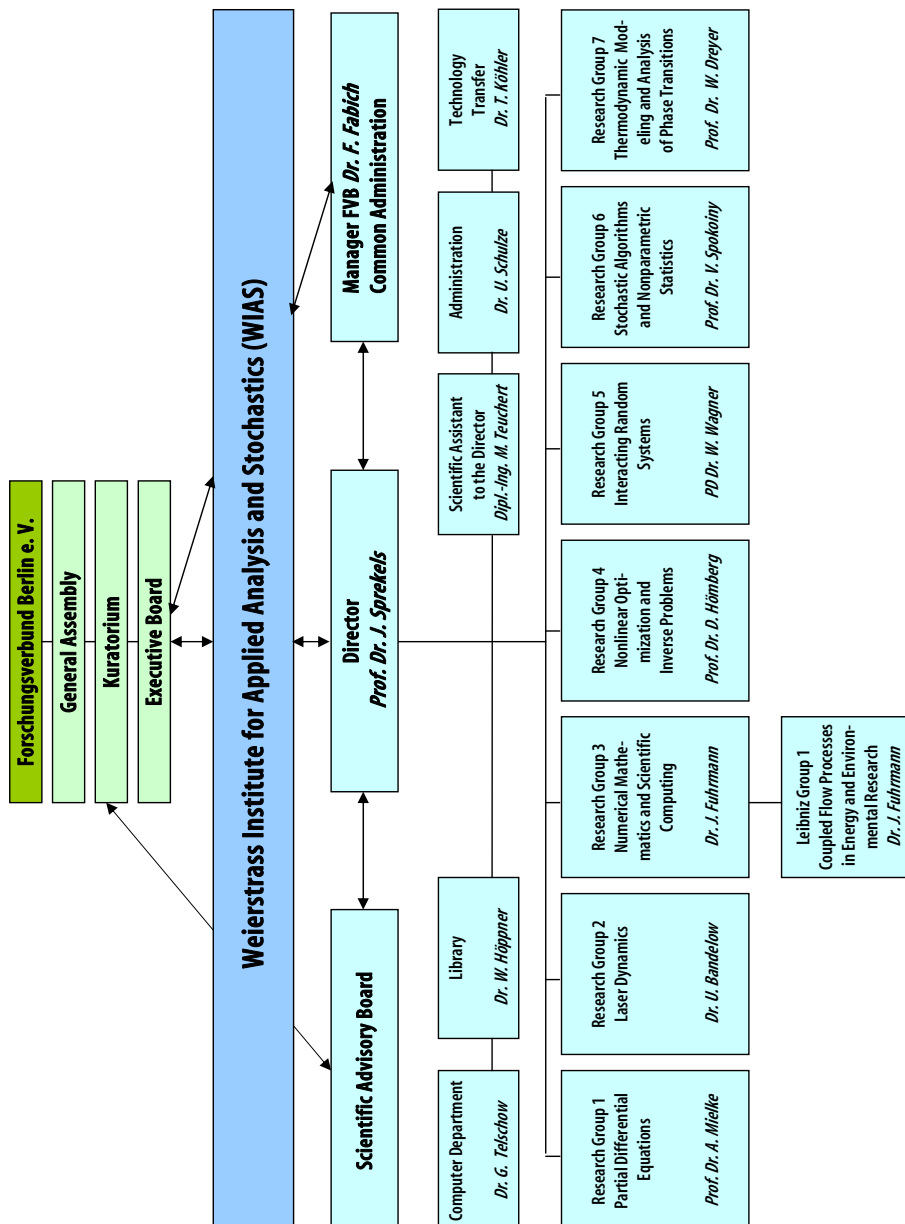 Forschungsverbund Berlin e. V.
General Assembly
Kuratorium
Executive Board
Weierstrass Institute for Applied Analysis and Stochastics (WIAS)
Scientific Advisory Board
Director
Prof. Dr. J. Sprekels
Manager FVB Dr. F. Fabich
Common Administration
Computer Department
Dr. G. Telschow
Library
Dr. W. Höppner
Scientific Assistant
to the Director
Dipl.-Ing. M. Teuchert
Administration
Dr. U. Schulze
Technology
Transfer
Dr. T. Köhler
Research Group 1
Partial Differential
Equations
Prof. Dr. A. Mielke
Research Group 2
Laser Dynamics
Dr. U. Bandelow
Research Group 3
Numerical Mathe-
matics and Scientific
Computing
Dr. J. Fuhrmann
Research Group 4
Nonlinear Opti-
mization and
Inverse Problems
Prof. Dr. D. Hömberg
Research Group 5
Interacting Random
Systems
PD Dr. W. Wagner
Research Group 6
Stochastic Algorithms
and Nonparametric
Statistics
Prof. Dr. V. Spokoiny
Research Group 7
Thermodynamic Mod-
eling and Analysis
of Phase Transitions
Prof. Dr. W. Dreyer
Leibniz Group 1
Coupled Flow Processes
in Energy and Environ-
mental Research
Dr. J. Fuhrmann